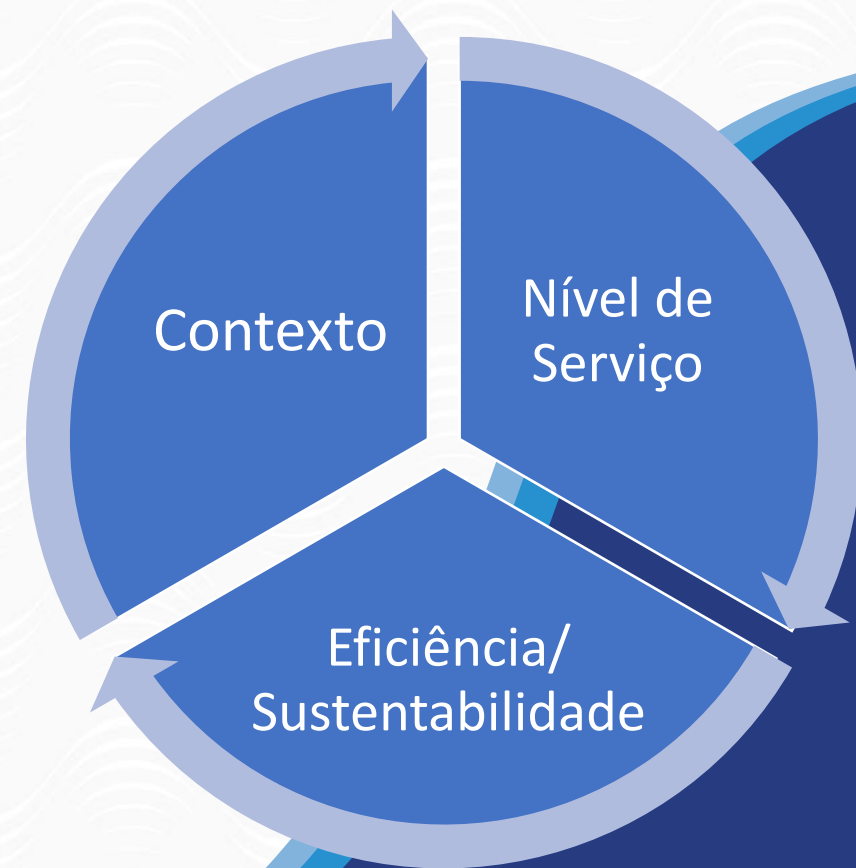 Contexto
Nível de
Serviço
Eficiência/
Sustentabilidade